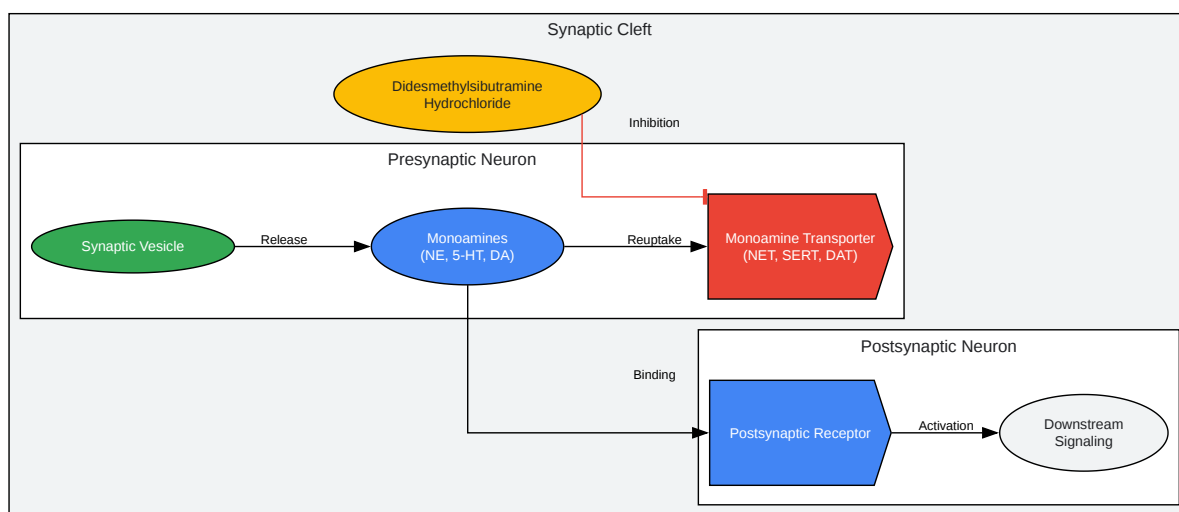 Synaptic Cleft
Didesmethylsibutramine
Hydrochloride
Inhibition
Presynaptic Neuron
Synaptic Vesicle
Release
Monoamines
(NE, 5-HT, DA)
Reuptake
Monoamine Transporter
(NET, SERT, DAT)
Postsynaptic Neuron
Binding
Postsynaptic Receptor
Activation
Downstream
Signaling